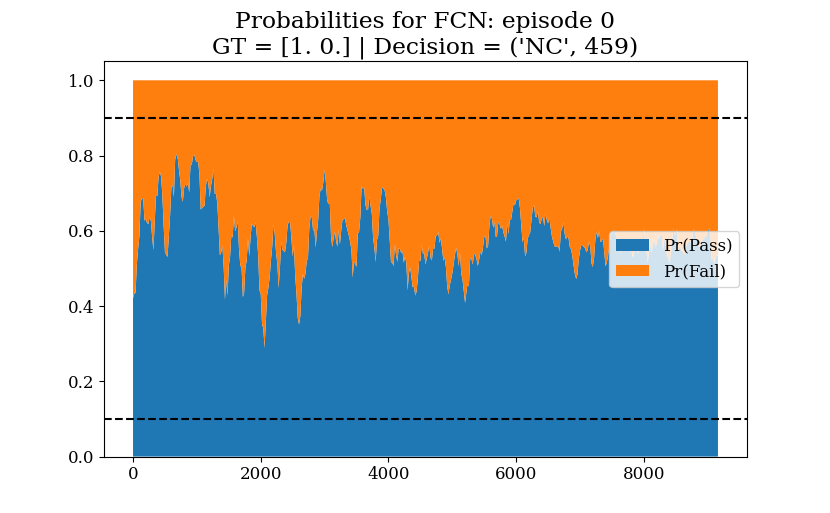 Probabilities for FCN: episode 0
GT = [1. 0.] | Decision = ('NC', 459)
1.0
0.8
0.6
0.4
0.2
0.0
Pr(Pass)
Pr(Fail)
0
2000
4000
6000
8000